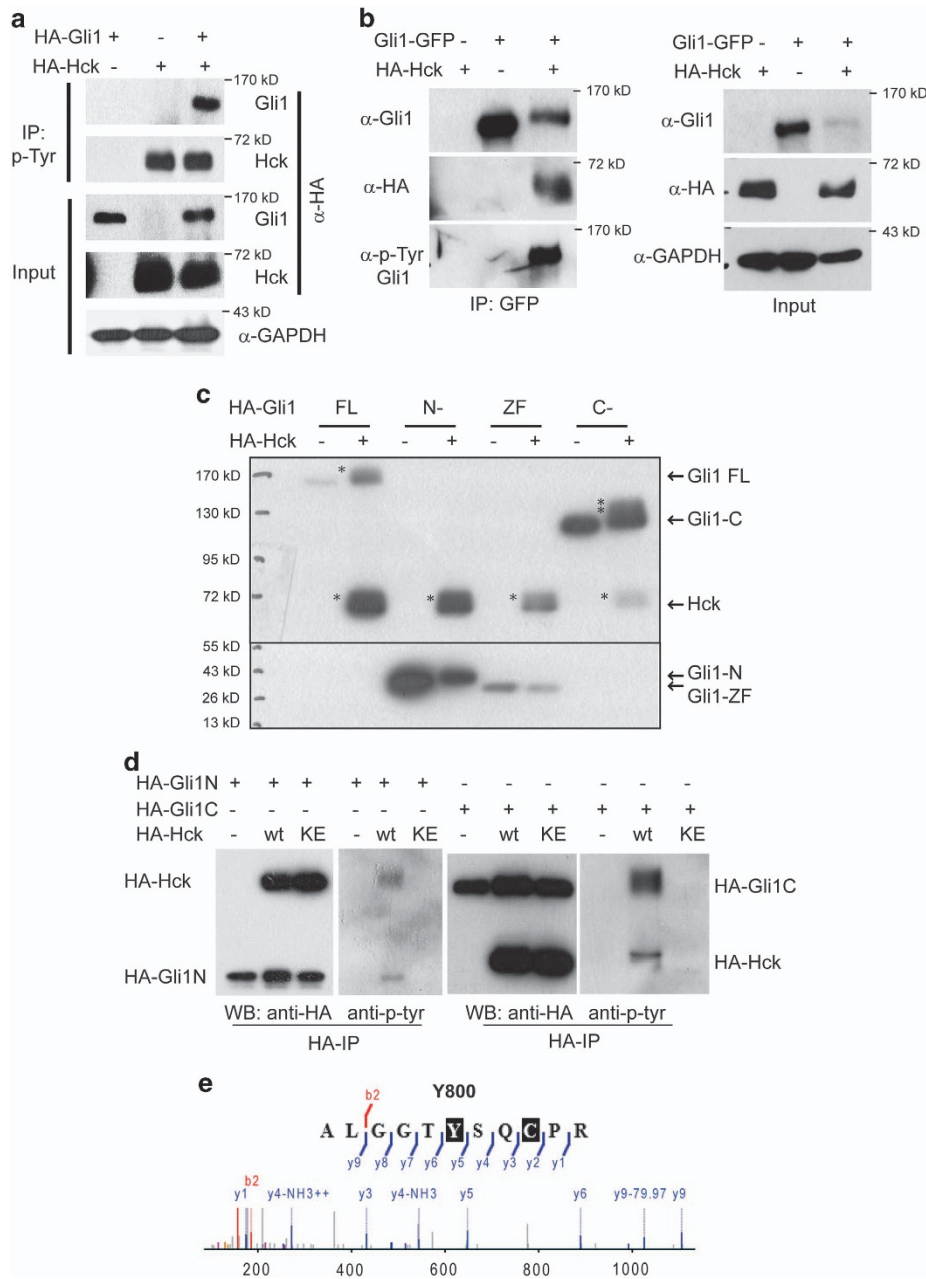 a
HA-Gli1 + - +
HA-Hck - + +
170 kD
Gli1
72 kD
Hck
IP:
p-Tyr
170 kD
Gli1
72 kD
Hck
Input
α-HA
43 kD
α-GAPDH
b
Gli1-GFP - + +
HA-Hck + - +
170 kD
α-Gli1
72 kD
α-HA
170 kD
α-p-Tyr
Gli1
IP: GFP
Gli1-GFP - + +
HA-Hck + - +
170 kD
α-Gli1
72 kD
α-HA
43 kD
α-GAPDH
Input
c
HA-Gli1 FL N- ZF C-
HA-Hck - + - + - + - +
170 kD * ←Gli1 FL
130 kD * * ←Gli1-C
95 kD
72 kD * * * * ←Hck
55 kD
43 kD ←Gli1-N
26 kD ←Gli1-ZF
13 kD
d
HA-Gli1N + + + + + + - - - - - -
HA-Gli1C - - - - - - + + + + + +
HA-Hck - wt KE - wt KE - wt KE - wt KE
HA-Hck
HA-Gli1N
HA-Gli1C
HA-Hck
WB: anti-HA anti-p-tyr WB: anti-HA anti-p-tyr
HA-IP HA-IP
e
b2 Y800
A L G G T Y S Q C P R
y9 y8 y7 y6 y5 y4 y3 y2 y1
y1 b2 y4-NH3++ y3 y4-NH3 y5 y6 y9-79.97 y9
200 400 600 800 1000